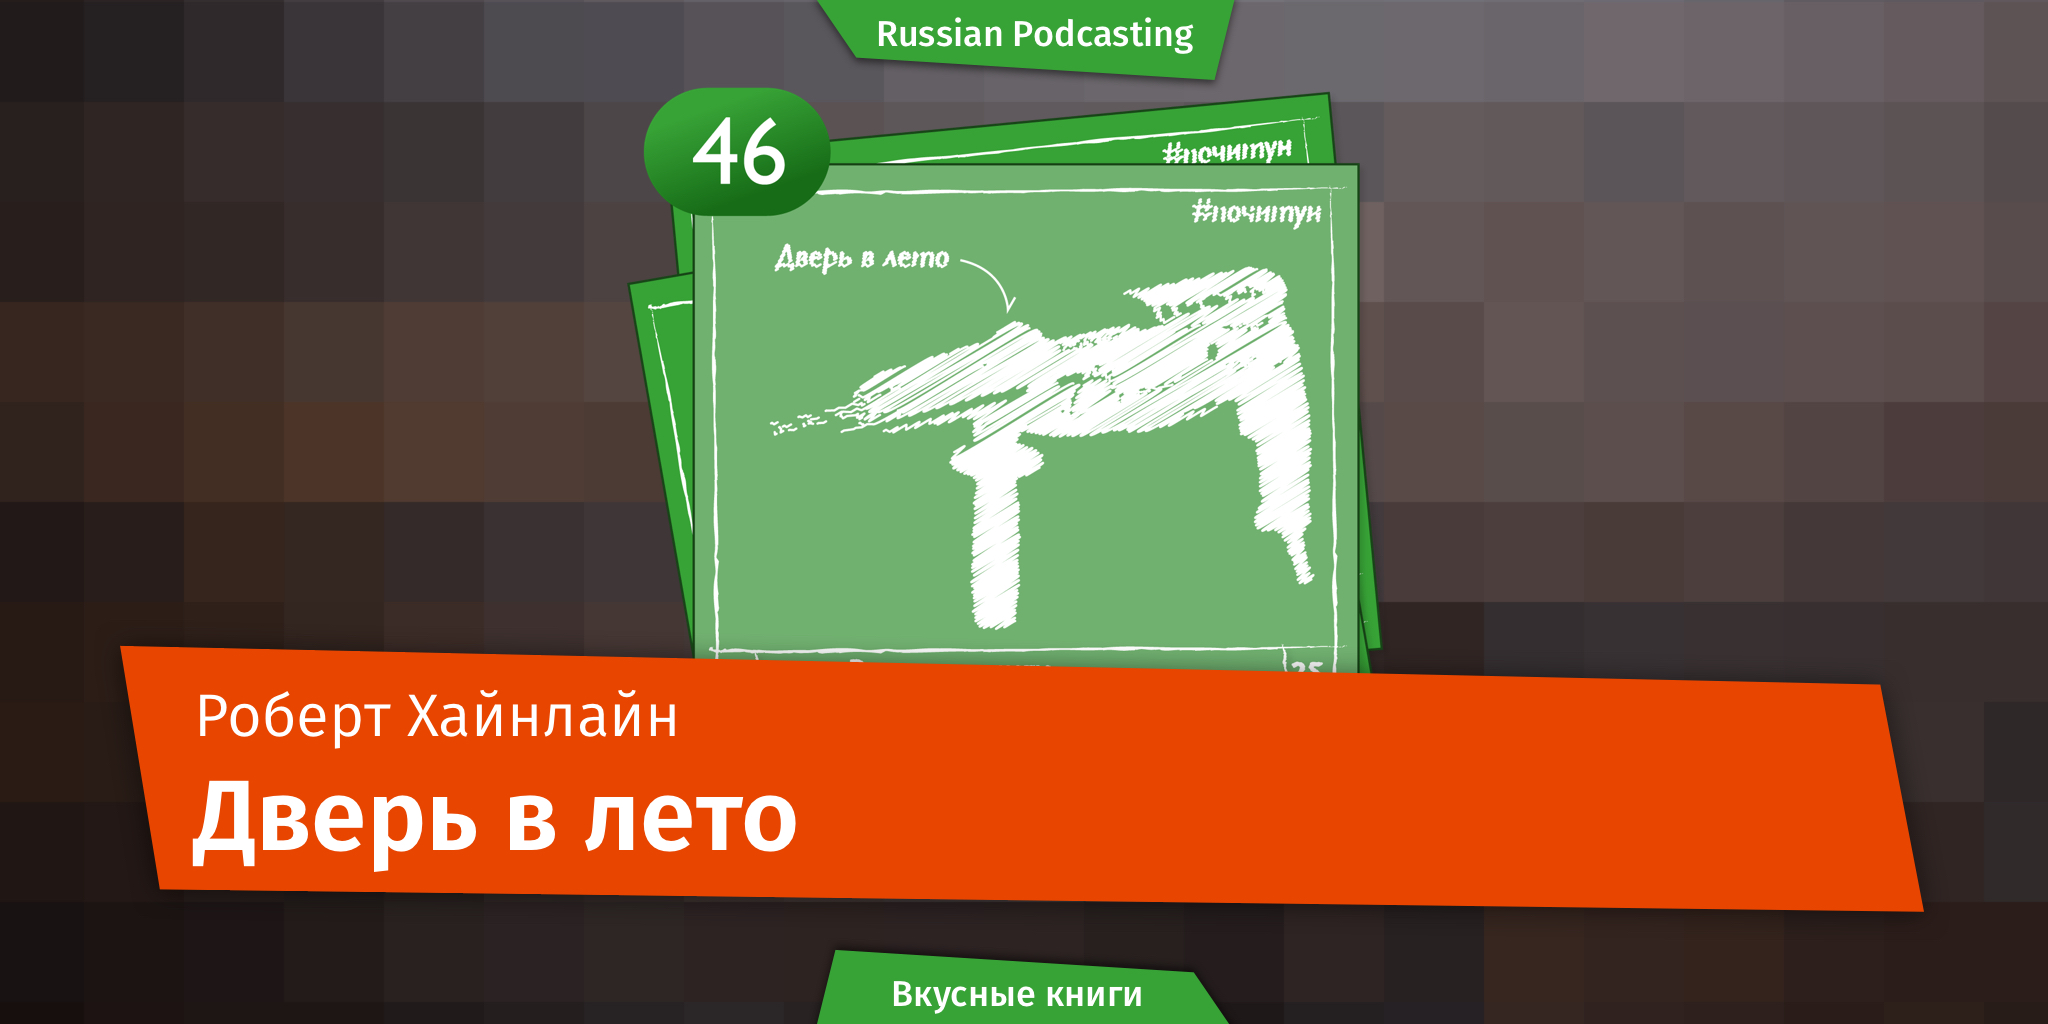 Russian Podcasting
46
#почитун
#почитун
Дверь в лето
Роберт Хайнлайн
Дверь в лето
Вкусные книги